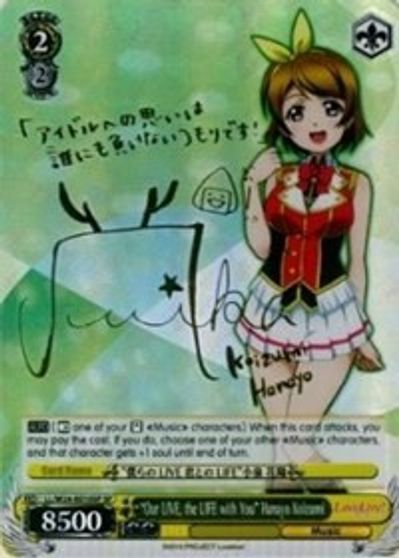 2
2
「アイドルへの思いは
誰にも負けないつもりです!
Koizumi
Hanayo
AUTO [ one of your 2 «Music» characters] When this card attacks, you
may pay the cost. If you do, choose one of your other «Music» characters,
and that character gets +1 soul until end of turn.
Card Name
"僕らのLIVE 君とのLIFE"小泉 花陽
8500
"Our LIVE, the LIFE with You" Hanayo Koizumi
LoveLive!
Music